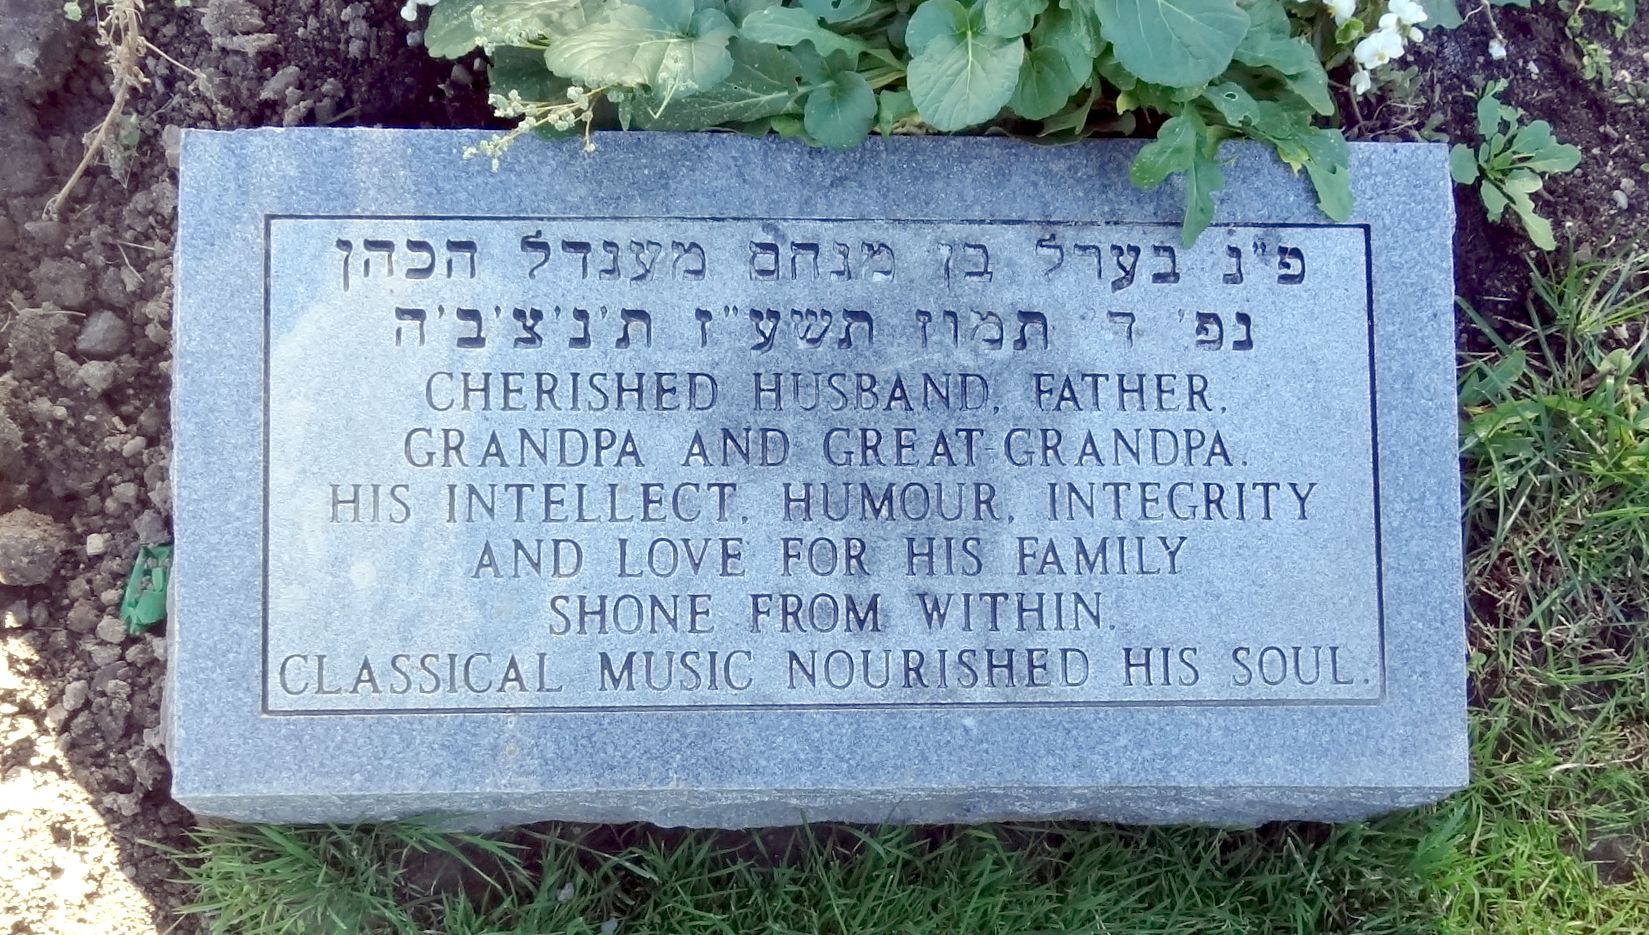 פ"נ בערל בן מנחם מענדל הכהן
נפ' ד' תמוז תשע"ז ת'נ'צ'ב'ה
CHERISHED HUSBAND, FATHER,
GRANDPA AND GREAT-GRANDPA.
HIS INTELLECT, HUMOUR, INTEGRITY
AND LOVE FOR HIS FAMILY
SHONE FROM WITHIN.
CLASSICAL MUSIC NOURISHED HIS SOUL.